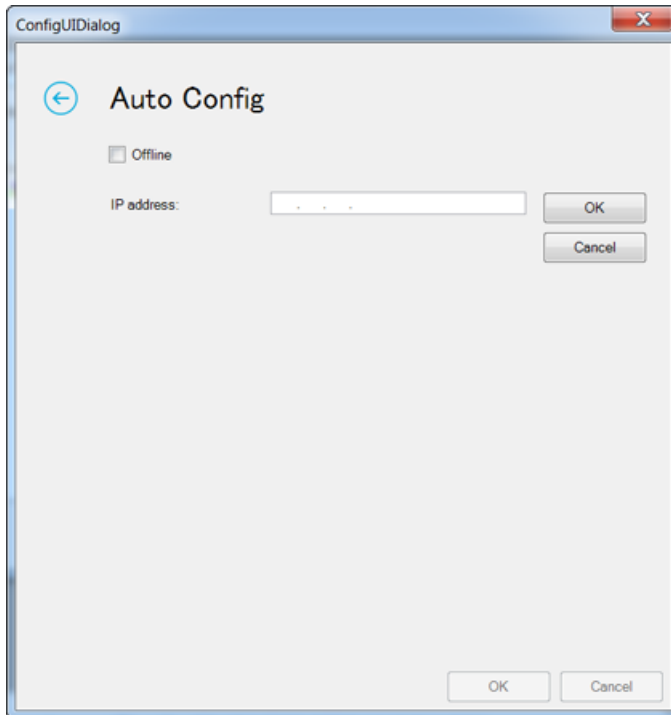 ConfigUIDialog
Auto Config
Offline
IP address:
. . .
OK
Cancel
OK
Cancel